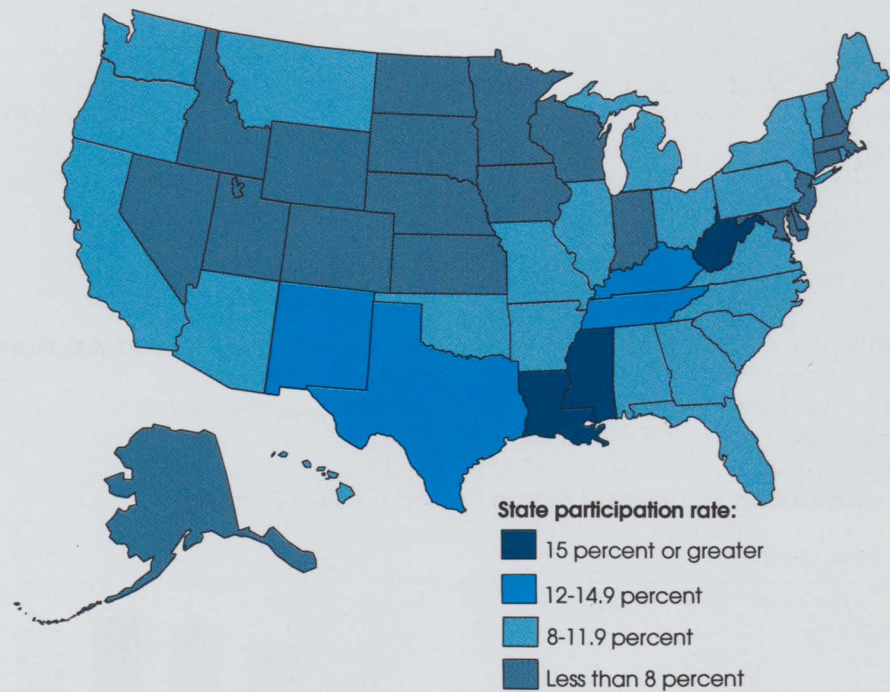 State participation rate:
15 percent or greater
12-14.9 percent
8-11.9 percent
Less than 8 percent